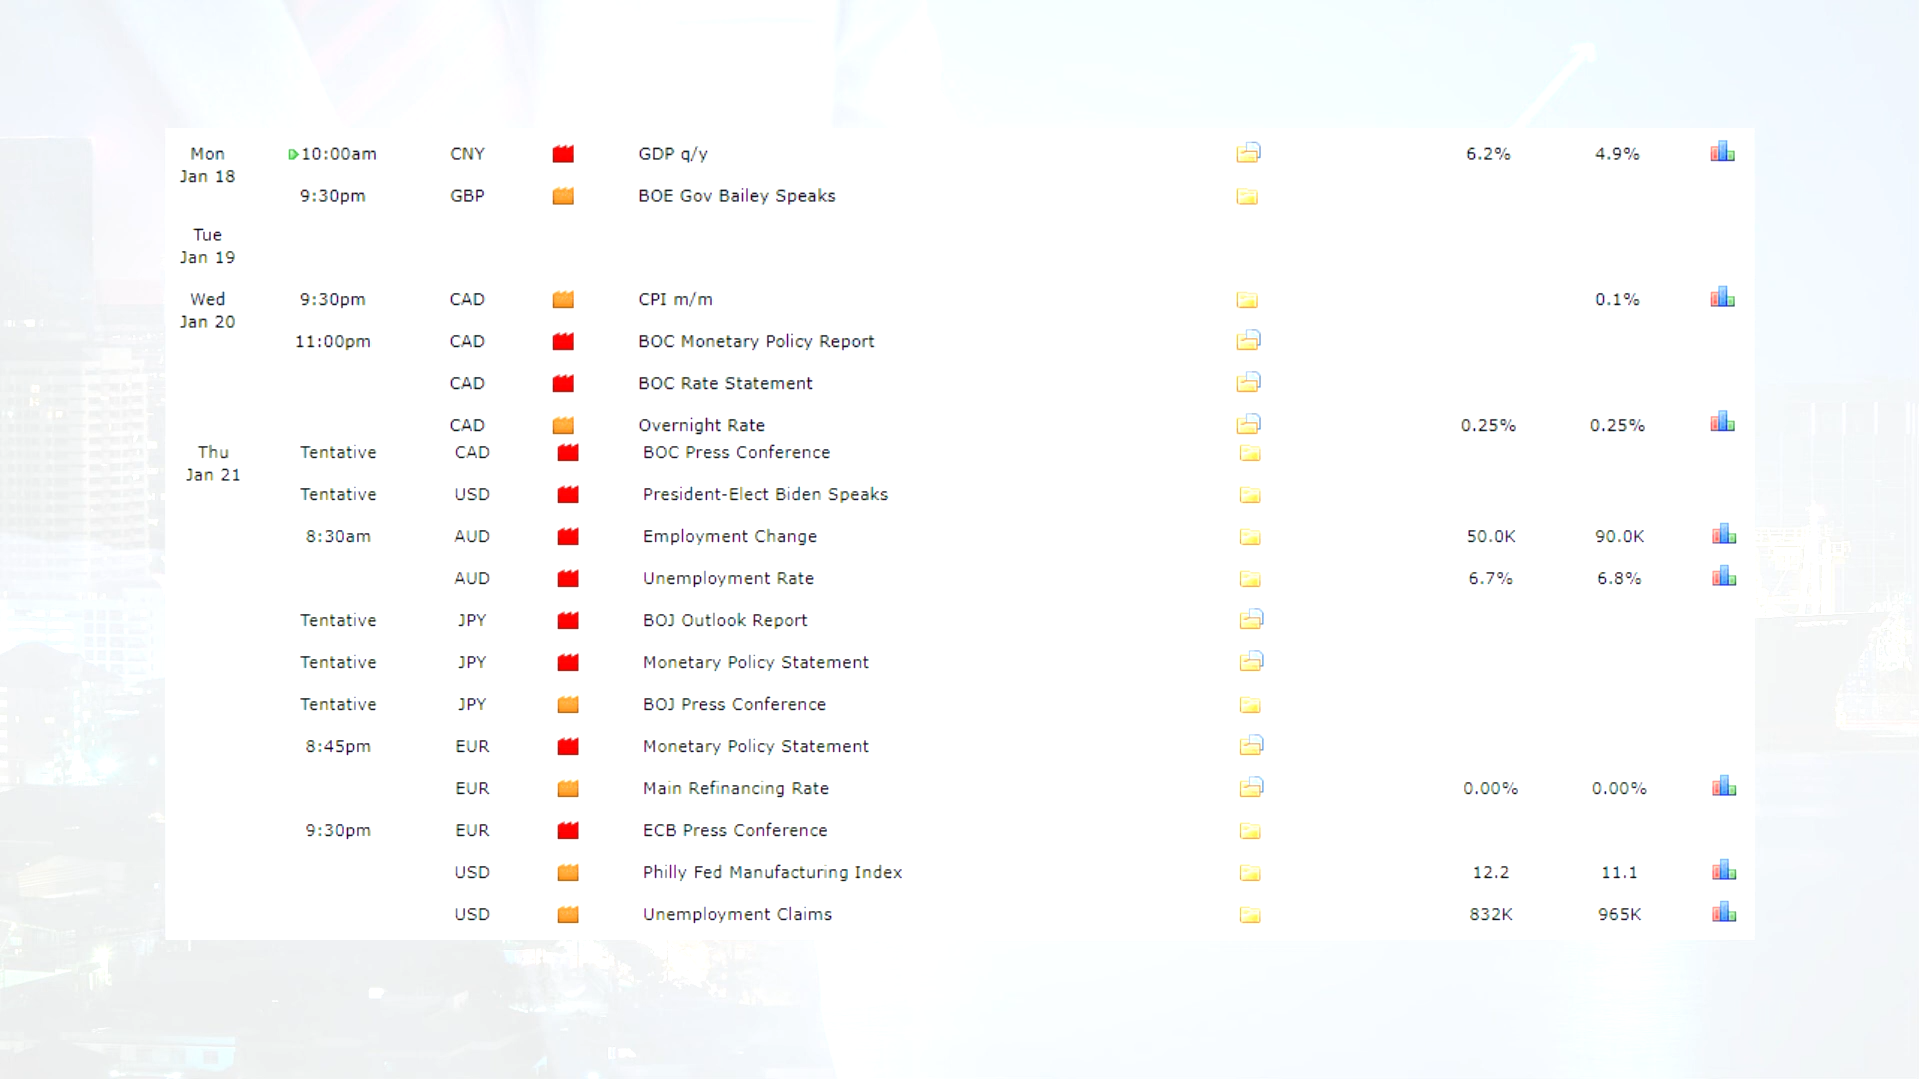 Mon 10:00am CNY GDP q/y 6.2% 4.9%
Jan 18
9:30pm GBP BOE Gov Bailey Speaks
Tue
Jan 19
Wed 9:30pm CAD CPI m/m 0.1%
Jan 20
11:00pm CAD BOC Monetary Policy Report
CAD BOC Rate Statement
CAD Overnight Rate 0.25% 0.25%
Thu Tentative CAD BOC Press Conference
Jan 21
Tentative USD President-Elect Biden Speaks
8:30am AUD Employment Change 50.0K 90.0K
AUD Unemployment Rate 6.7% 6.8%
Tentative JPY BOJ Outlook Report
Tentative JPY Monetary Policy Statement
Tentative JPY BOJ Press Conference
8:45pm EUR Monetary Policy Statement
EUR Main Refinancing Rate 0.00% 0.00%
9:30pm EUR ECB Press Conference
USD Philly Fed Manufacturing Index 12.2 11.1
USD Unemployment Claims 832K 965K